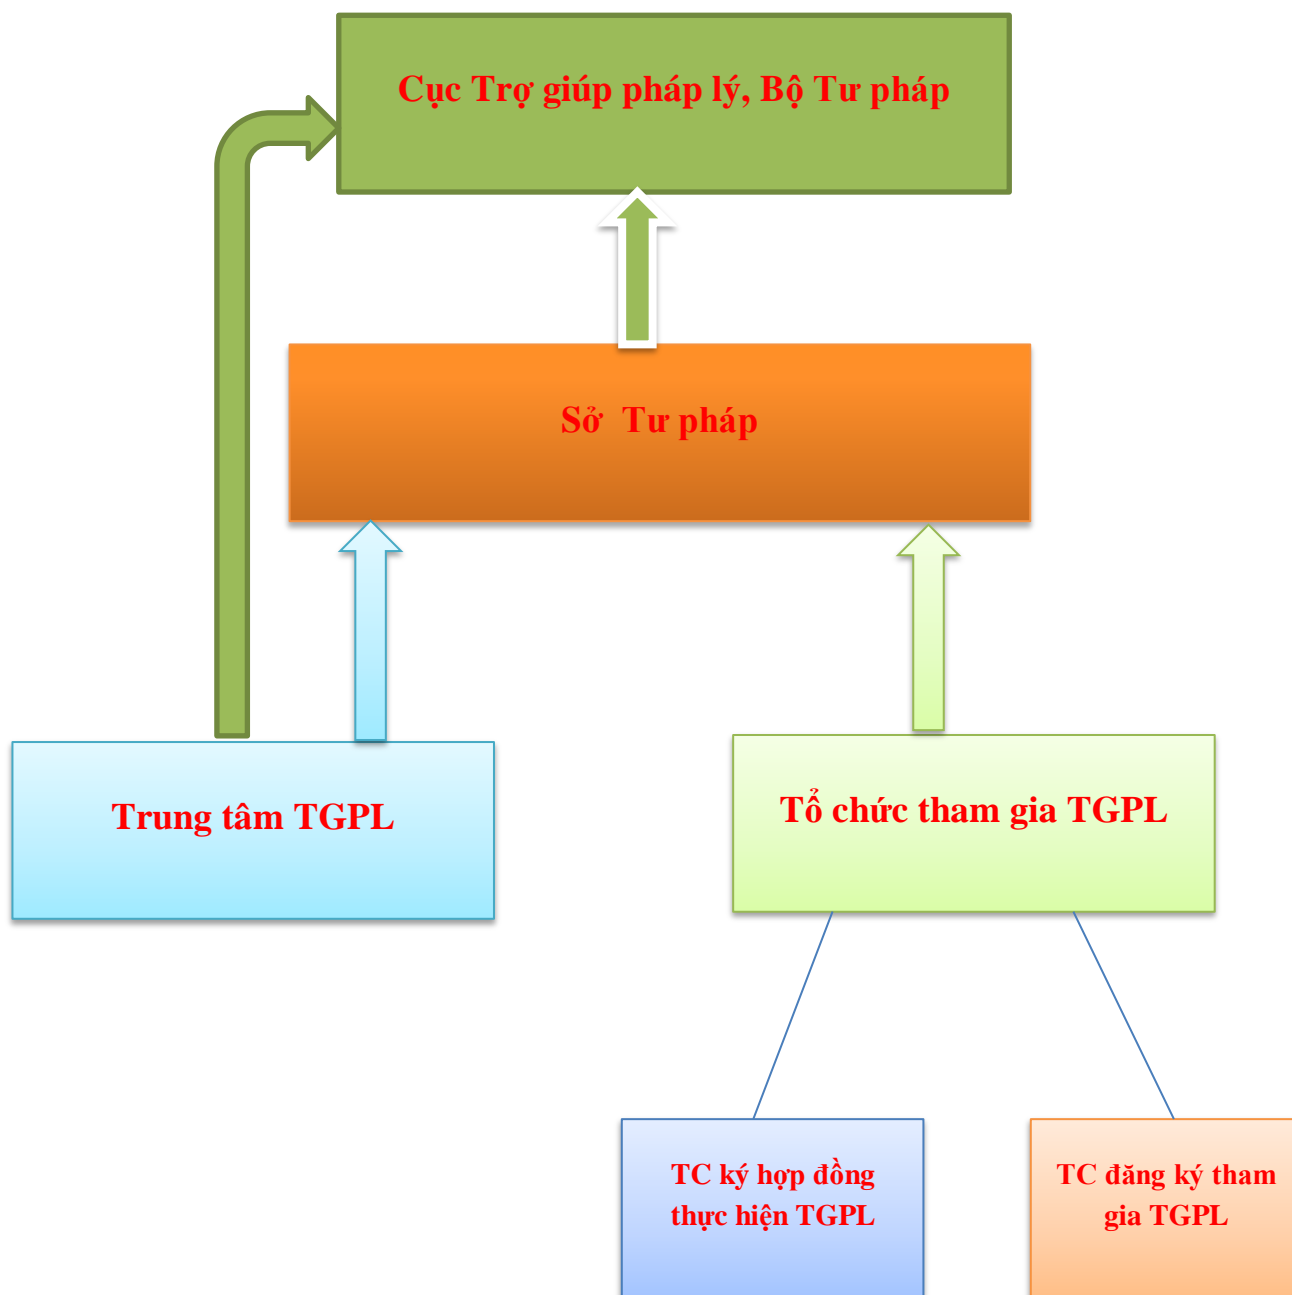 Cục Trợ giúp pháp lý, Bộ Tư pháp
Sở Tư pháp
Trung tâm TGPL
Tổ chức tham gia TGPL
TC ký hợp đồng
thực hiện TGPL
TC đăng ký tham
gia TGPL